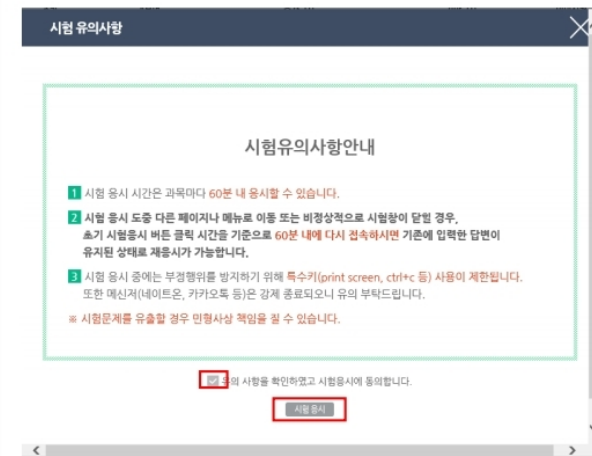 시험 유의사항
시험유의사항안내
1 시험 응시 시간은 과목마다 60분 내 응시할 수 있습니다.
2 시험 응시 도중 다른 페이지나 메뉴로 이동 또는 비정상적으로 시험창이 닫힐 경우,
초기 시험응시 버튼 클릭 시간을 기준으로 60분 내에 다시 접속하시면 기존에 입력한 답변이
유지된 상태로 재응시가 가능합니다.
3 시험 응시 중에는 부정행위를 방지하기 위해 특수키(print screen, ctrl+c 등) 사용이 제한됩니다.
또한 메신저(네이트온, 카카오톡 등)은 강제 종료되오니 유의 부탁드립니다.
※ 시험문제를 유출할 경우 민형사상 책임을 질 수 있습니다.
유의 사항을 확인하였고 시험응시에 동의합니다.
시험 응시